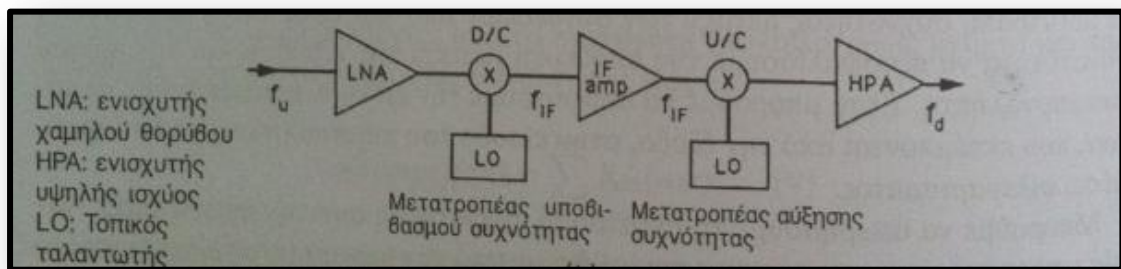 D/C
U/C
LNA
X
IF
amp
X
HPA
f_u
f_IF
f_IF
f_d
LO
LO
LNA: ενισχυτής
χαμηλού θορύβου
HPA: ενισχυτής
υψηλής ισχύος
LO: Τοπικός
ταλαντωτής
Μετατροπέας υποβι-
βασμού συχνότητας
Μετατροπέας αύξησης
συχνότητας